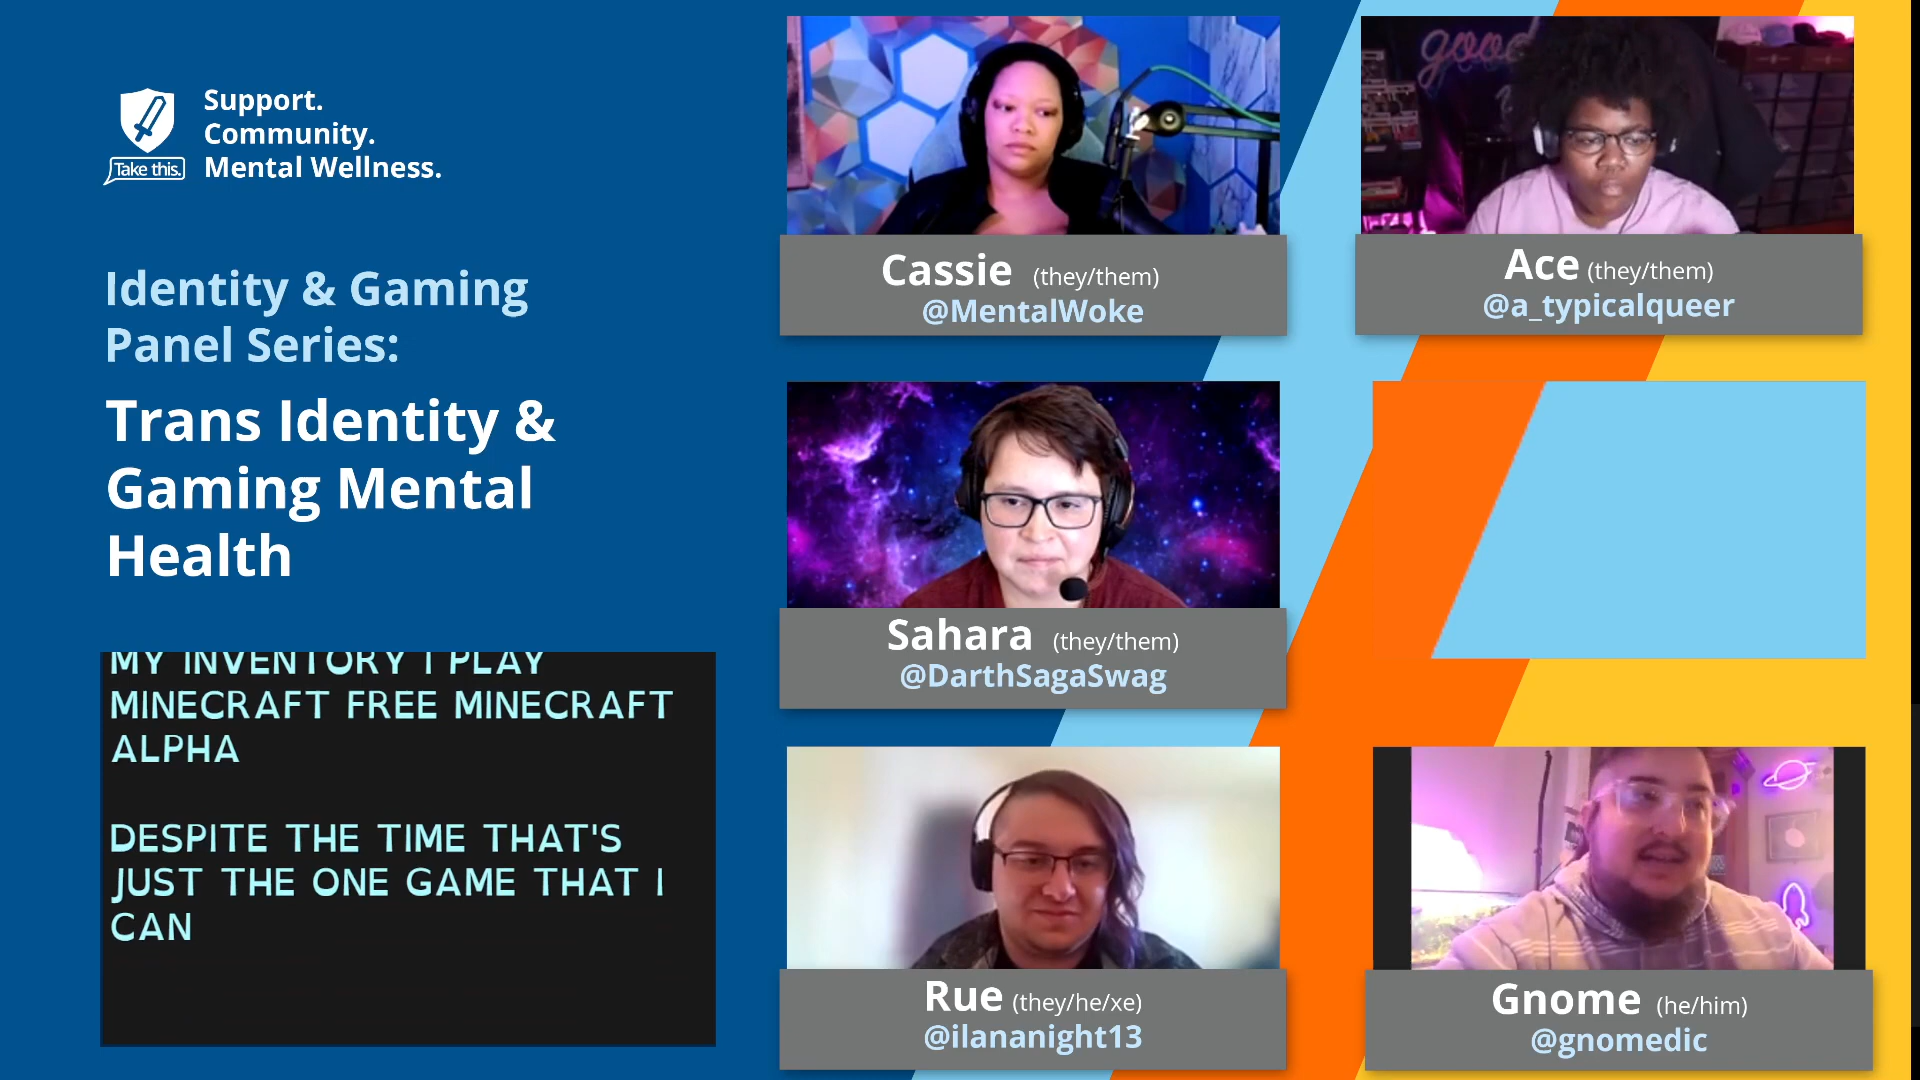 Support.
Community.
Mental Wellness.
Take this.
Identity & Gaming
Panel Series:
Trans Identity &
Gaming Mental
Health
MY INVENTORY I PLAY
MINECRAFT FREE MINECRAFT
ALPHA
DESPITE THE TIME THAT'S
JUST THE ONE GAME THAT I
CAN
Cassie (they/them)
@MentalWoke
good
Ace (they/them)
@a_typicalqueer
Sahara (they/them)
@DarthSagaSwag
Rue (they/he/xe)
@ilananight13
Gnome (he/him)
@gnomedic